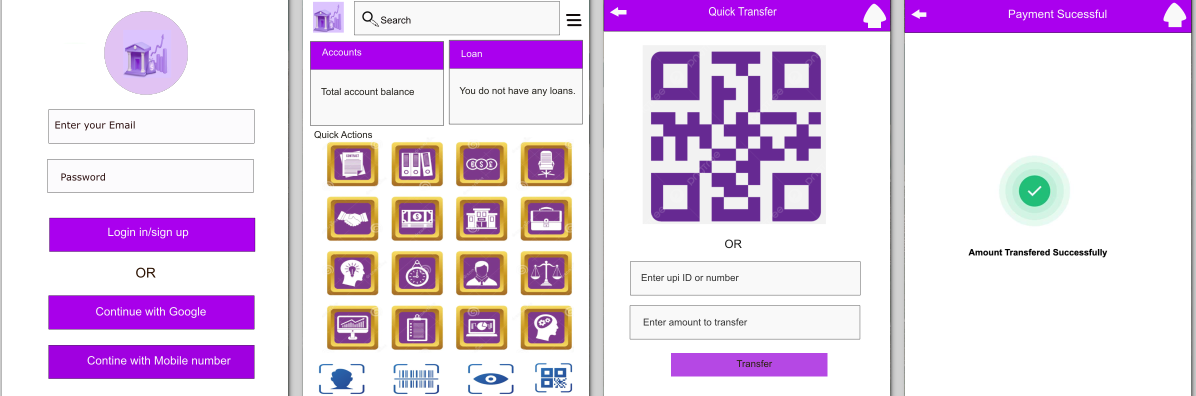 Enter your Email
Password
Login in/sign up
OR
Continue with Google
Contine with Mobile number
Search
Accounts
Loan
Total account balance
You do not have any loans.
Quick Actions
CONTRACT
Quick Transfer
OR
Enter upi ID or number
Enter amount to transfer
Transfer
Payment Sucessful
Amount Transfered Successfully